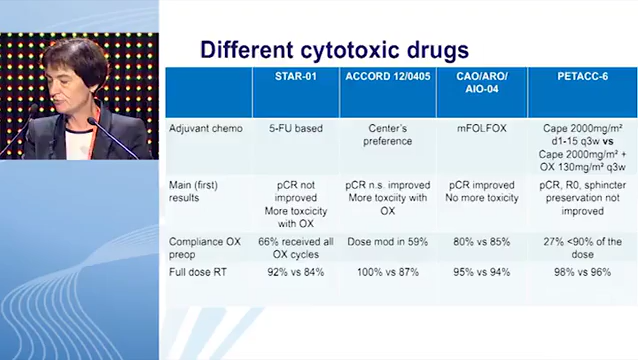 Different cytotoxic drugs
STAR-01 ACCORD 12/0405 CAO/ARO/ PETACC-6
AIO-04
Adjuvant chemo 5-FU based Center's mFOLFOX Cape 2000mg/m²
preference d1-15 q3w vs
Cape 2000mg/m² +
OX 130mg/m² q3w
Main (first) pCR not pCR n.s. improved pCR improved pCR, R0, sphincter
results improved More toxciity with No more toxicity preservation not
More toxcicity OX improved
with OX
Compliance OX 66% received all Dose mod in 59% 80% vs 85% 27% <90% of the
preop OX cycles dose
Full dose RT 92% vs 84% 100% vs 87% 95% vs 94% 98% vs 96%